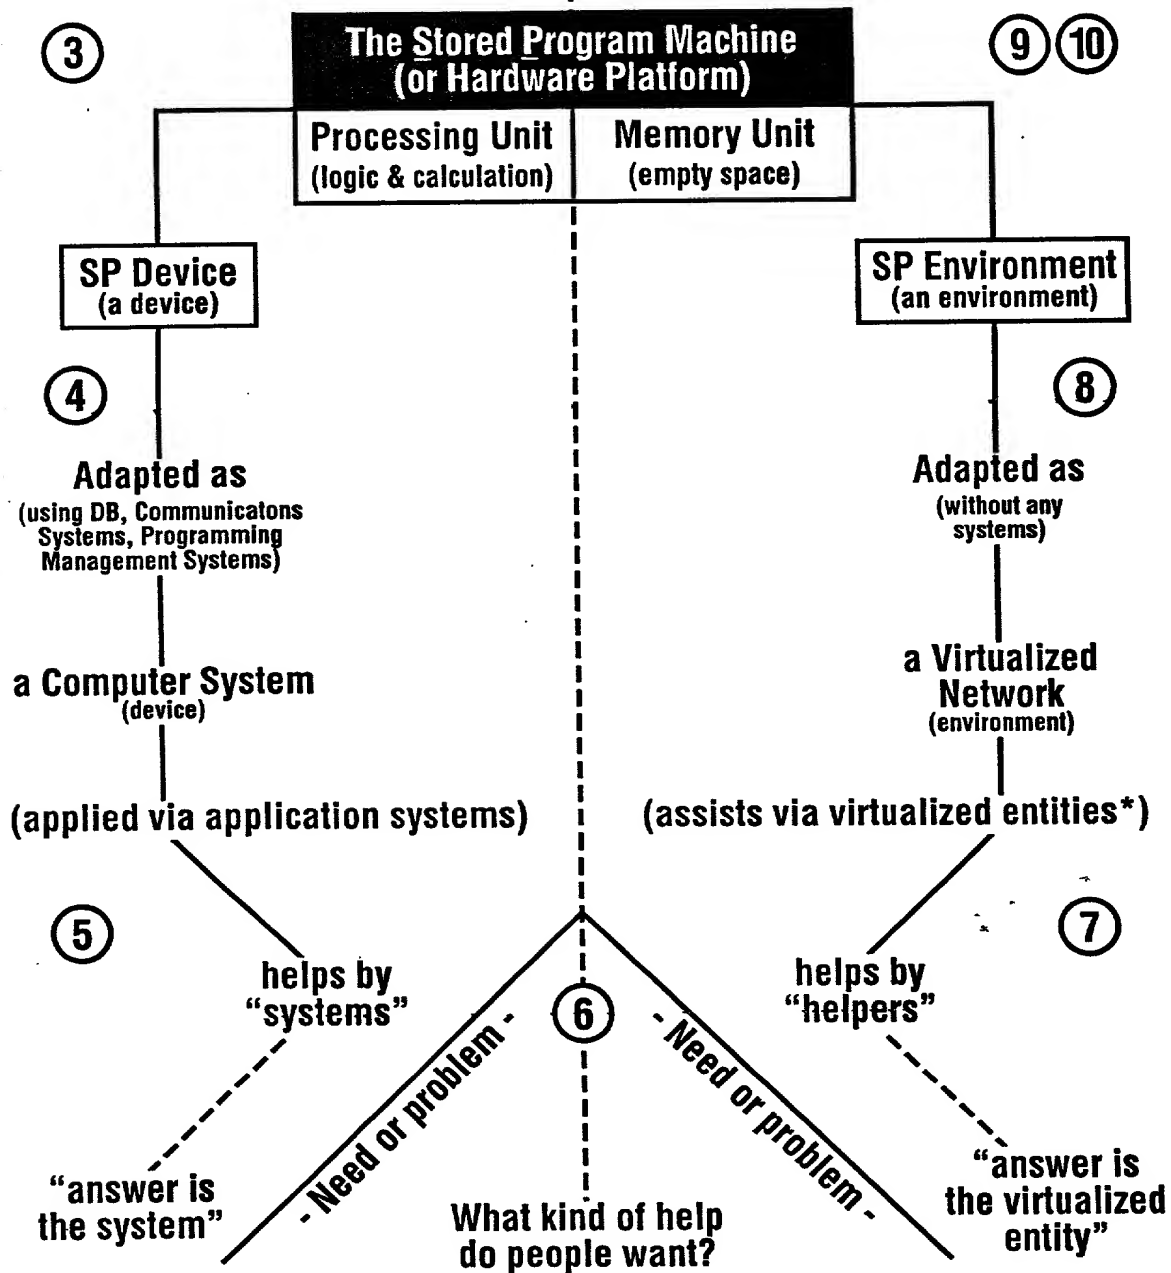 3
The Stored Program Machine
(or Hardware Platform)
9 10
Processing Unit
(logic & calculation)
Memory Unit
(empty space)
SP Device
(a device)
SP Environment
(an environment)
4
8
Adapted as
(using DB, Communicatons
Systems, Programming
Management Systems)
Adapted as
(without any
systems)
a Computer System
(device)
a Virtualized
Network
(environment)
(applied via application systems)
(assists via virtualized entities*)
5
7
helps by
“systems”
6
helps by
“helpers”
- Need or problem -
- Need or problem -
“answer is
the system”
What kind of help
do people want?
“answer is
the virtualized
entity”